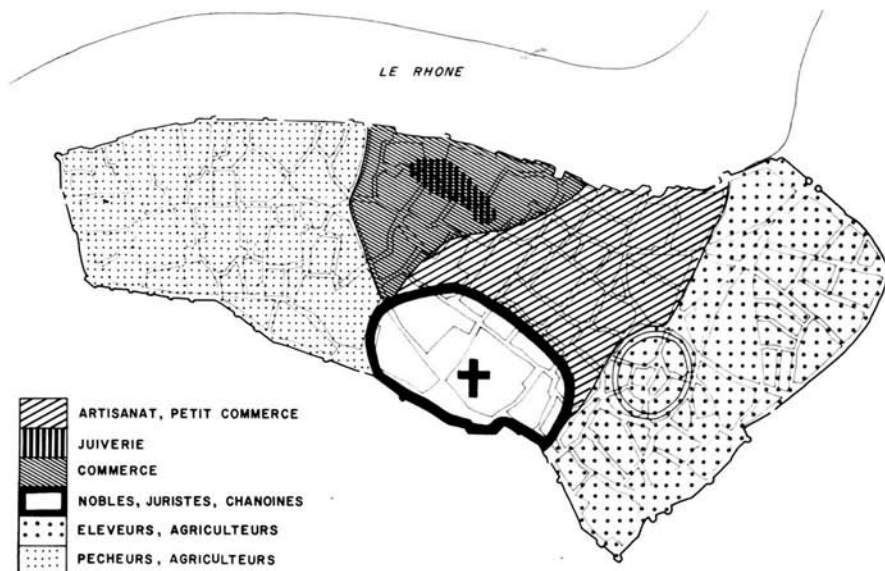 LE RHONE
ARTISANAT, PETIT COMMERCE
JUIVERIE
COMMERCE
NOBLES, JURISTES, CHANOINES
ELEVEURS, AGRICULTEURS
PECHEURS, AGRICULTEURS